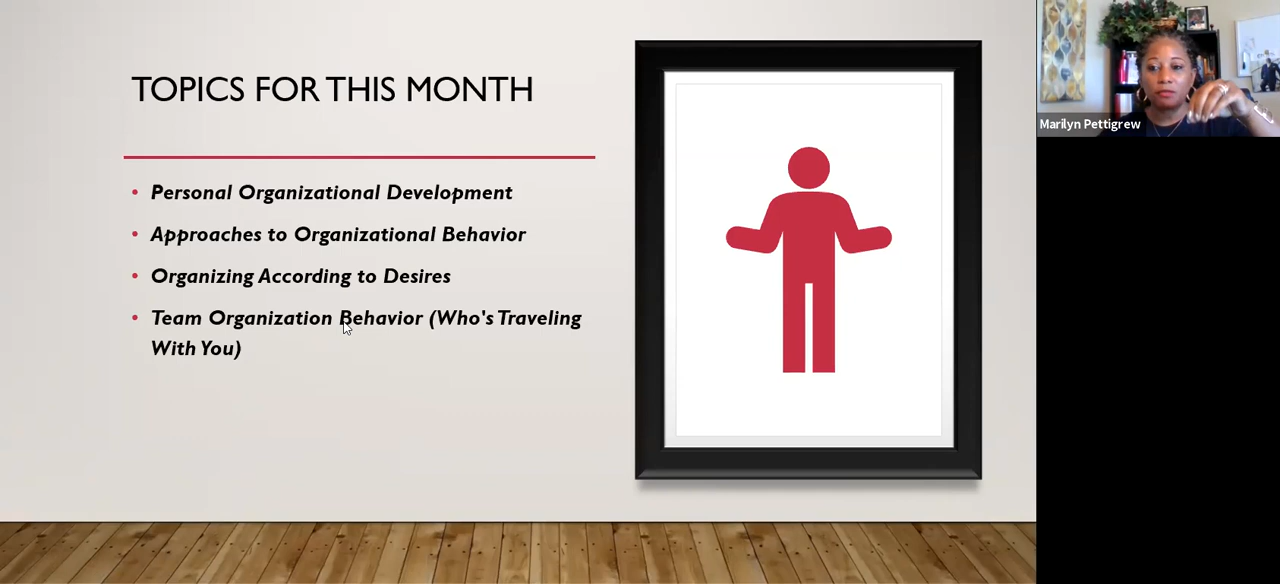 TOPICS FOR THIS MONTH
• Personal Organizational Development
• Approaches to Organizational Behavior
• Organizing According to Desires
• Team Organization Behavior (Who's Traveling
With You)
Marilyn Pettigrew